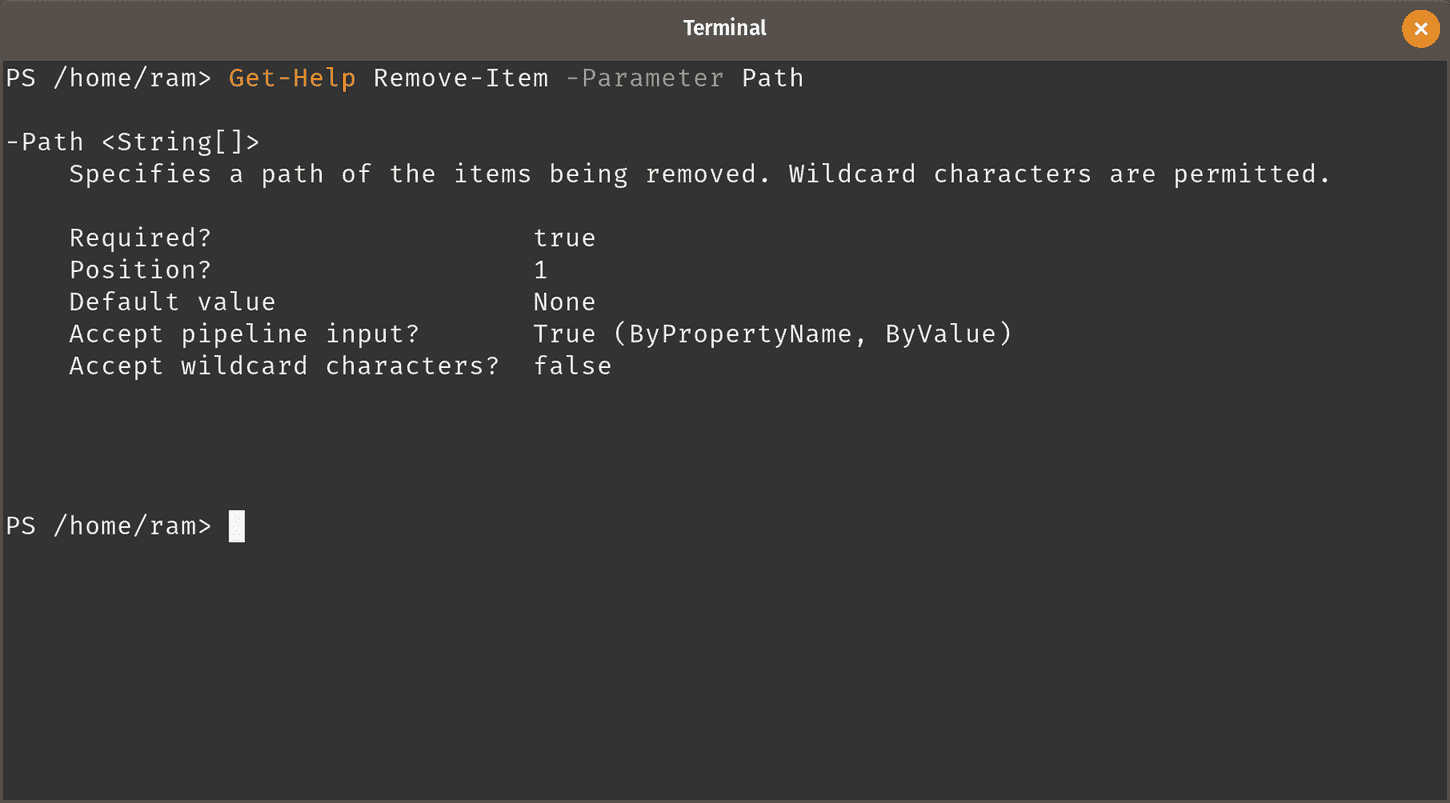 Terminal
PS /home/ram> Get-Help Remove-Item -Parameter Path
-Path <String[]>
Specifies a path of the items being removed. Wildcard characters are permitted.
Required? true
Position? 1
Default value None
Accept pipeline input? True (ByPropertyName, ByValue)
Accept wildcard characters? false
PS /home/ram>